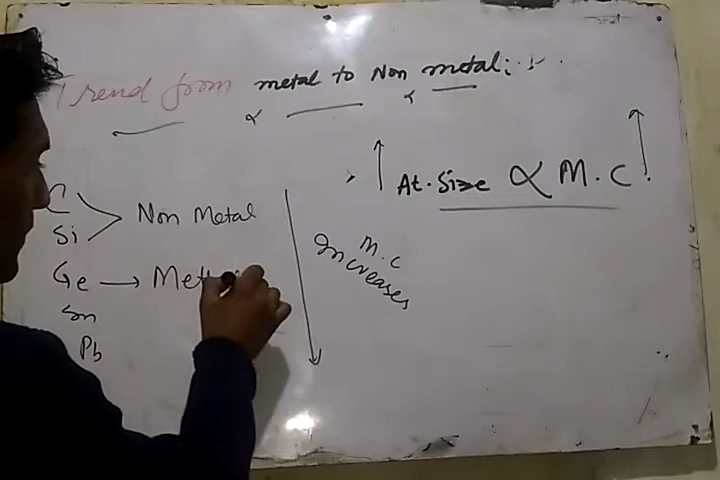 Trend from metal to Non metal:
↑ At. Size ∝ M.C ↑.
C
Si
Non Metal
Ge → Met
Sn
Pb
M.C
Increases